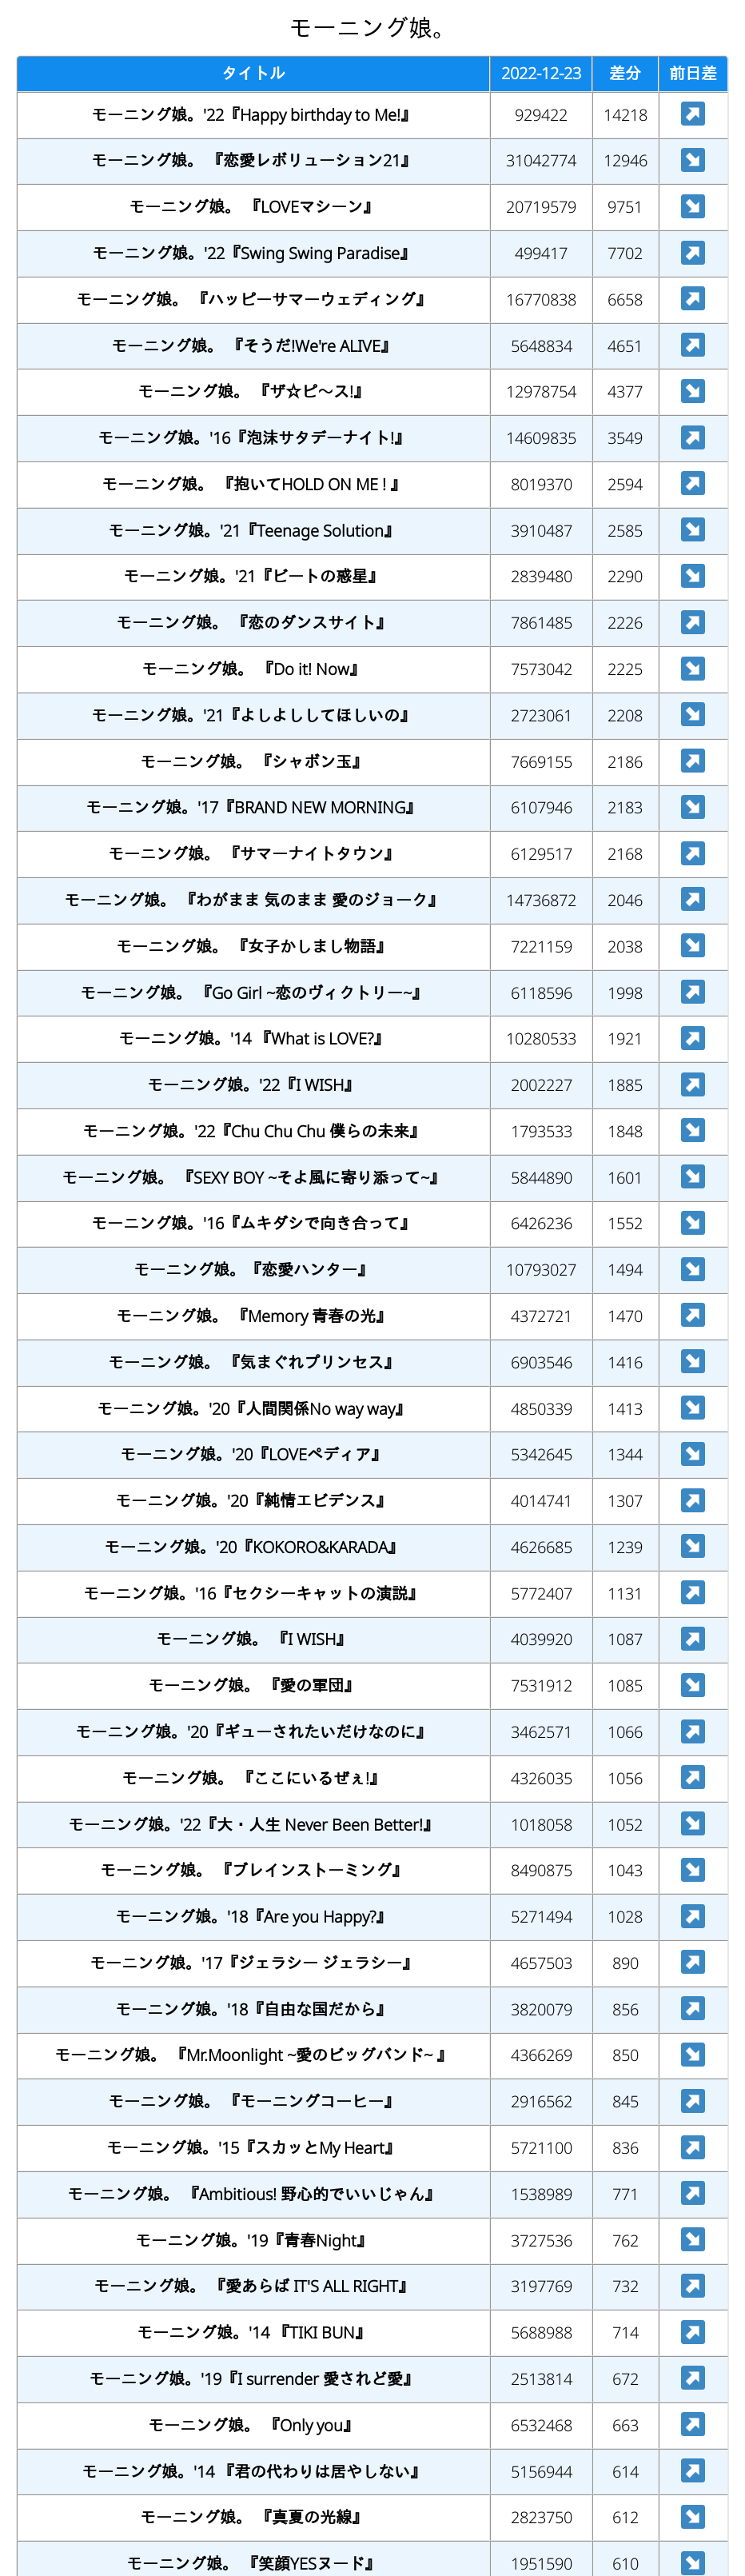 モーニング娘。
タイトル 2022-12-23 差分 前日差
モーニング娘。'22『Happy birthday to Me!』 929422 14218 ↗
モーニング娘。 『恋愛レボリューション21』 31042774 12946 ↘
モーニング娘。 『LOVEマシーン』 20719579 9751 ↘
モーニング娘。'22『Swing Swing Paradise』 499417 7702 ↗
モーニング娘。 『ハッピーサマーウェディング』 16770838 6658 ↗
モーニング娘。 『そうだ!We're ALIVE』 5648834 4651 ↗
モーニング娘。 『ザ☆ピ〜ス!』 12978754 4377 ↘
モーニング娘。'16『泡沫サタデーナイト!』 14609835 3549 ↗
モーニング娘。 『抱いてHOLD ON ME ! 』 8019370 2594 ↗
モーニング娘。'21『Teenage Solution』 3910487 2585 ↘
モーニング娘。'21『ビートの惑星』 2839480 2290 ↘
モーニング娘。 『恋のダンスサイト』 7861485 2226 ↗
モーニング娘。 『Do it! Now』 7573042 2225 ↘
モーニング娘。'21『よしよししてほしいの』 2723061 2208 ↘
モーニング娘。 『シャボン玉』 7669155 2186 ↗
モーニング娘。'17『BRAND NEW MORNING』 6107946 2183 ↘
モーニング娘。 『サマーナイトタウン』 6129517 2168 ↗
モーニング娘。 『わがまま 気のまま 愛のジョーク』 14736872 2046 ↗
モーニング娘。 『女子かしまし物語』 7221159 2038 ↘
モーニング娘。 『Go Girl ~恋のヴィクトリー~』 6118596 1998 ↗
モーニング娘。'14 『What is LOVE?』 10280533 1921 ↗
モーニング娘。'22『I WISH』 2002227 1885 ↗
モーニング娘。'22『Chu Chu Chu 僕らの未来』 1793533 1848 ↘
モーニング娘。 『SEXY BOY ~そよ風に寄り添って~』 5844890 1601 ↘
モーニング娘。'16『ムキダシで向き合って』 6426236 1552 ↘
モーニング娘。『恋愛ハンター』 10793027 1494 ↘
モーニング娘。 『Memory 青春の光』 4372721 1470 ↗
モーニング娘。 『気まぐれプリンセス』 6903546 1416 ↘
モーニング娘。'20『人間関係No way way』 4850339 1413 ↘
モーニング娘。'20『LOVEペディア』 5342645 1344 ↘
モーニング娘。'20『純情エビデンス』 4014741 1307 ↗
モーニング娘。'20『KOKORO&KARADA』 4626685 1239 ↘
モーニング娘。'16『セクシーキャットの演説』 5772407 1131 ↗
モーニング娘。 『I WISH』 4039920 1087 ↗
モーニング娘。 『愛の軍団』 7531912 1085 ↘
モーニング娘。'20『ギューされたいだけなのに』 3462571 1066 ↗
モーニング娘。 『ここにいるぜぇ!』 4326035 1056 ↗
モーニング娘。'22『大・人生 Never Been Better!』 1018058 1052 ↘
モーニング娘。 『ブレインストーミング』 8490875 1043 ↘
モーニング娘。'18『Are you Happy?』 5271494 1028 ↗
モーニング娘。'17『ジェラシー ジェラシー』 4657503 890 ↗
モーニング娘。'18『自由な国だから』 3820079 856 ↗
モーニング娘。 『Mr.Moonlight ~愛のビッグバンド~ 』 4366269 850 ↘
モーニング娘。 『モーニングコーヒー』 2916562 845 ↗
モーニング娘。'15『スカッとMy Heart』 5721100 836 ↗
モーニング娘。 『Ambitious! 野心的でいいじゃん』 1538989 771 ↗
モーニング娘。'19『青春Night』 3727536 762 ↘
モーニング娘。 『愛あらば IT'S ALL RIGHT』 3197769 732 ↗
モーニング娘。'14 『TIKI BUN』 5688988 714 ↗
モーニング娘。'19『I surrender 愛されど愛』 2513814 672 ↗
モーニング娘。 『Only you』 6532468 663 ↗
モーニング娘。'14 『君の代わりは居やしない』 5156944 614 ↗
モーニング娘。 『真夏の光線』 2823750 612 ↘
モーニング娘。 『笑顔YESヌード』 1951590 610 ↘